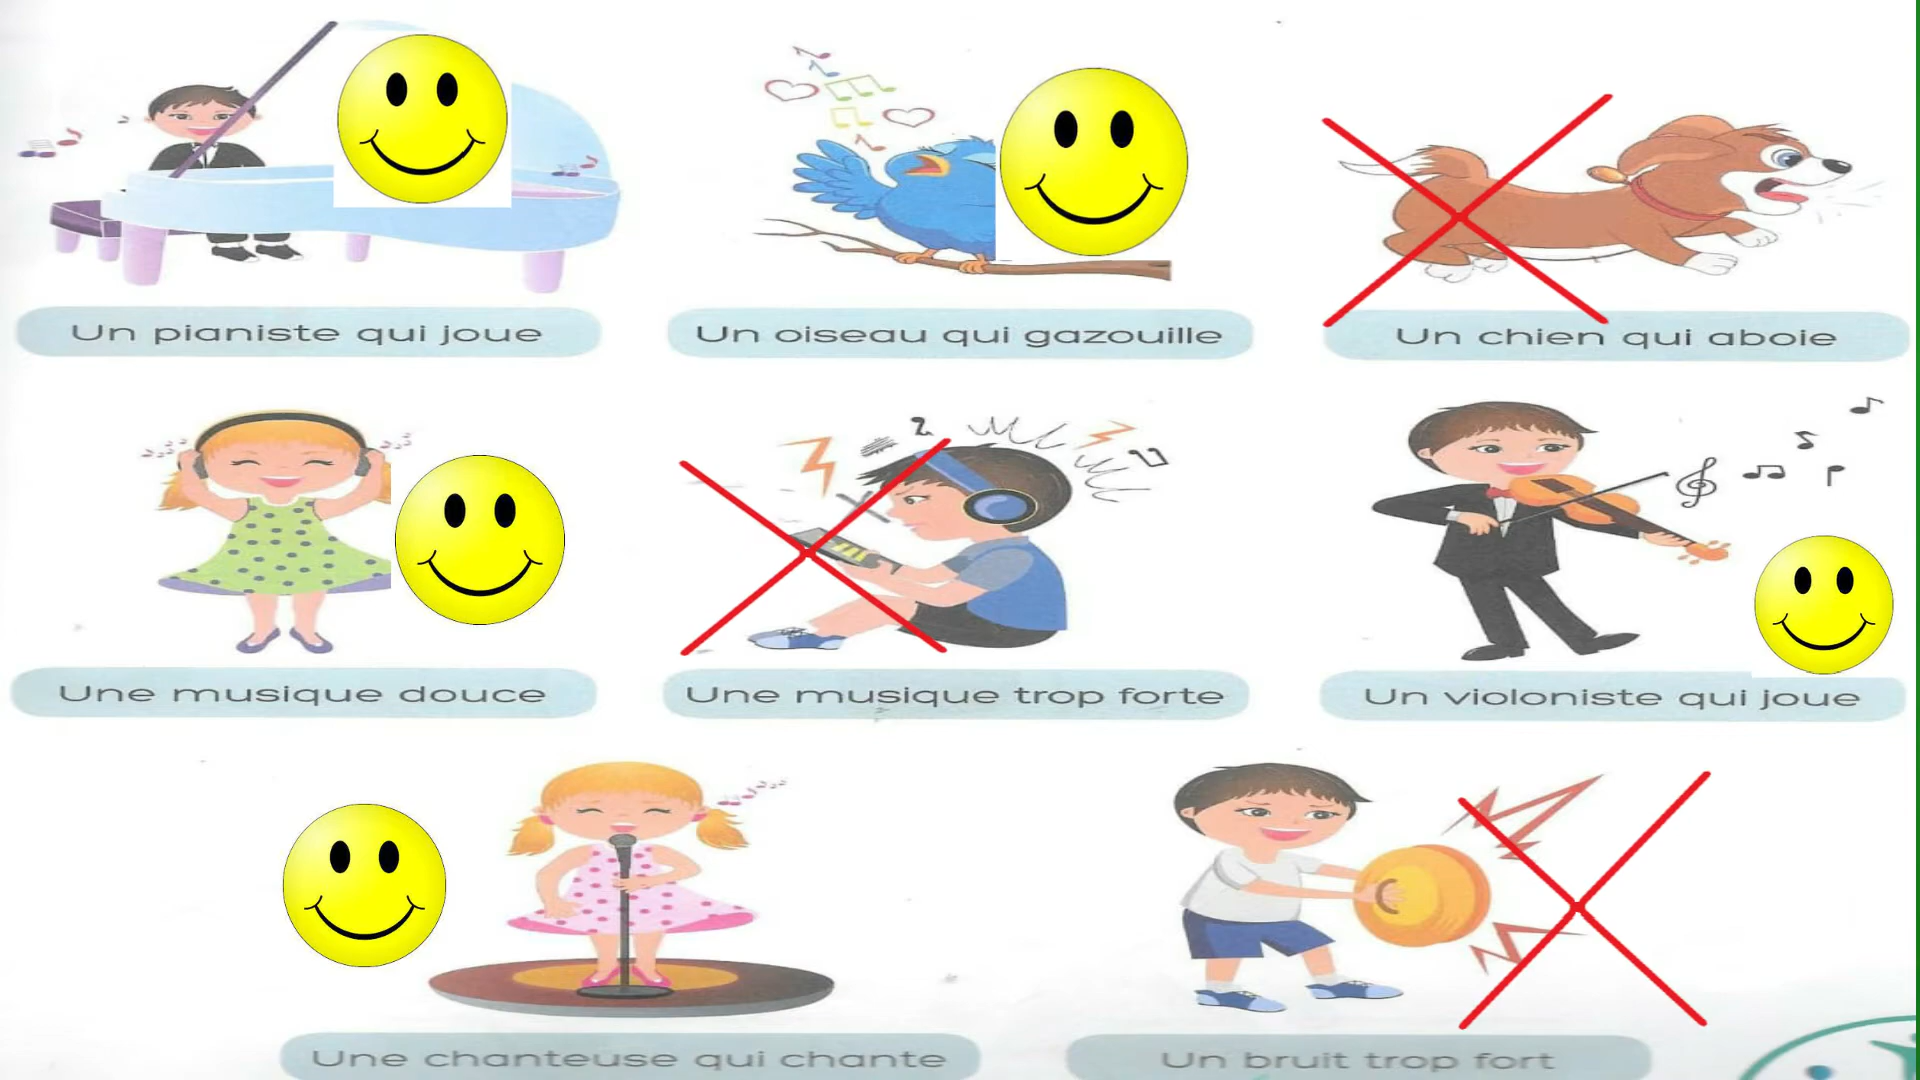 Un pianiste qui joue
Un oiseau qui gazouille
Un chien qui aboie
Une musique douce
Une musique trop forte
Un violoniste qui joue
Une chanteuse qui chante
Un bruit trop fort